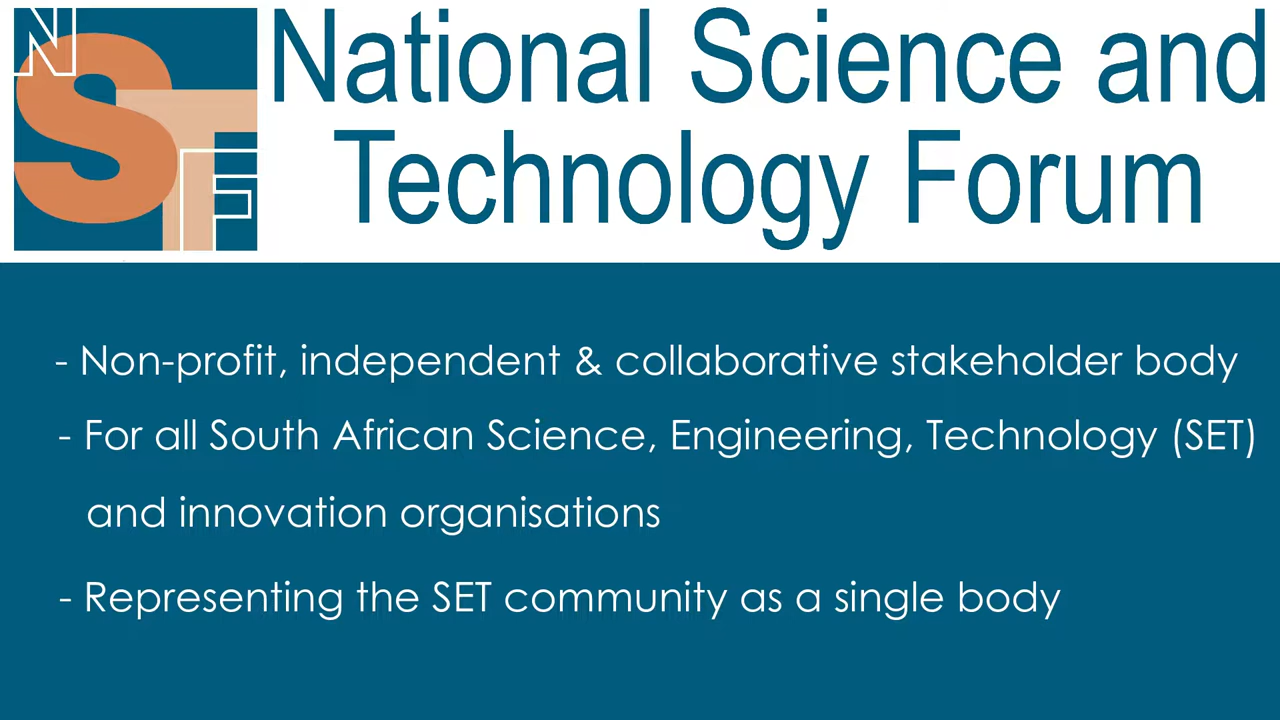 NSTF
National Science and
Technology Forum
- Non-profit, independent & collaborative stakeholder body
- For all South African Science, Engineering, Technology (SET)
and innovation organisations
- Representing the SET community as a single body